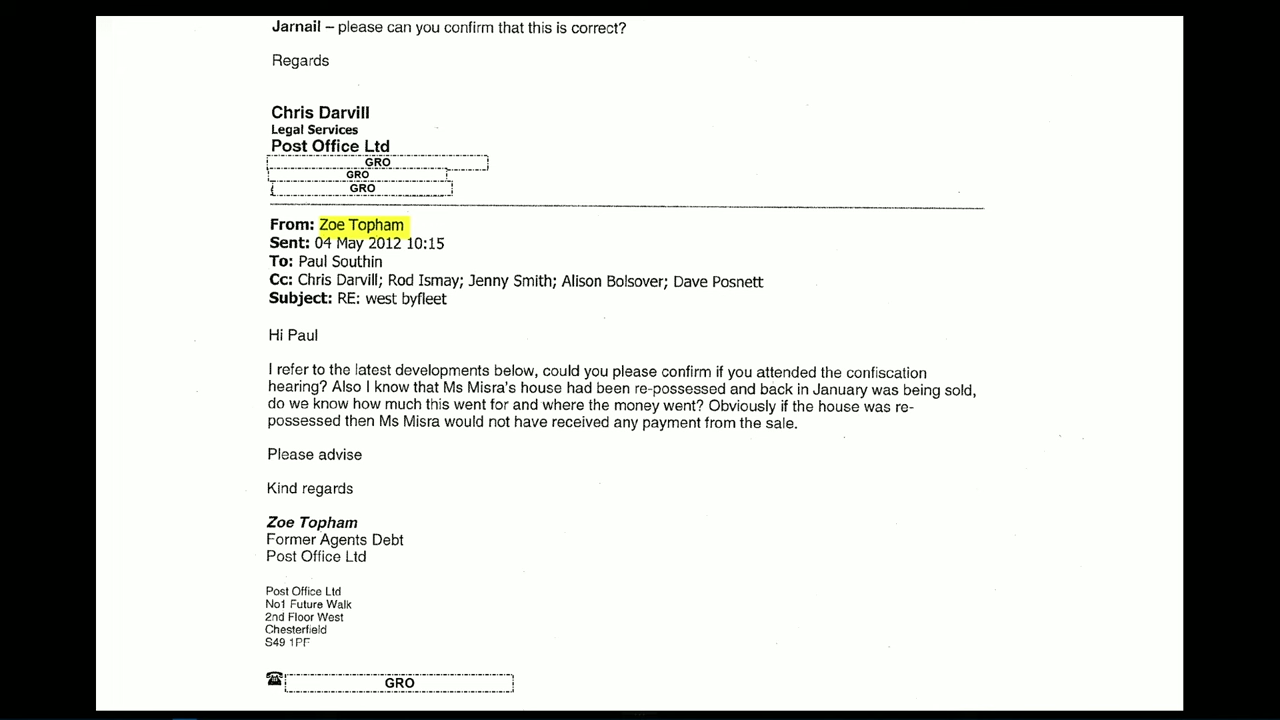 Jarnail – please can you confirm that this is correct?
Regards
Chris Darvill
Legal Services
Post Office Ltd
GRO
GRO
GRO
From: Zoe Topham
Sent: 04 May 2012 10:15
To: Paul Southin
Cc: Chris Darvill; Rod Ismay; Jenny Smith; Alison Bolsover; Dave Posnett
Subject: RE: west byfleet
Hi Paul
I refer to the latest developments below, could you please confirm if you attended the confiscation
hearing? Also I know that Ms Misra's house had been re-possessed and back in January was being sold,
do we know how much this went for and where the money went? Obviously if the house was re-
possessed then Ms Misra would not have received any payment from the sale.
Please advise
Kind regards
Zoe Topham
Former Agents Debt
Post Office Ltd
Post Office Ltd
No1 Future Walk
2nd Floor West
Chesterfield
S49 1PF
GRO